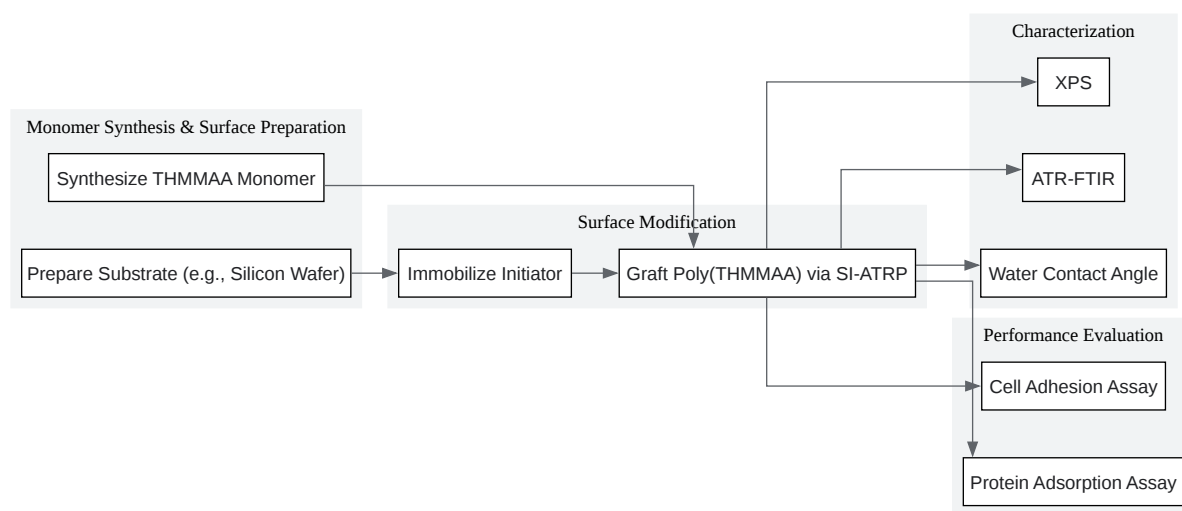 Characterization
XPS
Monomer Synthesis & Surface Preparation
Synthesize THMMAA Monomer
ATR-FTIR
Surface Modification
Prepare Substrate (e.g., Silicon Wafer)
Immobilize Initiator
Graft Poly(THMMAA) via SI-ATRP
Water Contact Angle
Performance Evaluation
Cell Adhesion Assay
Protein Adsorption Assay